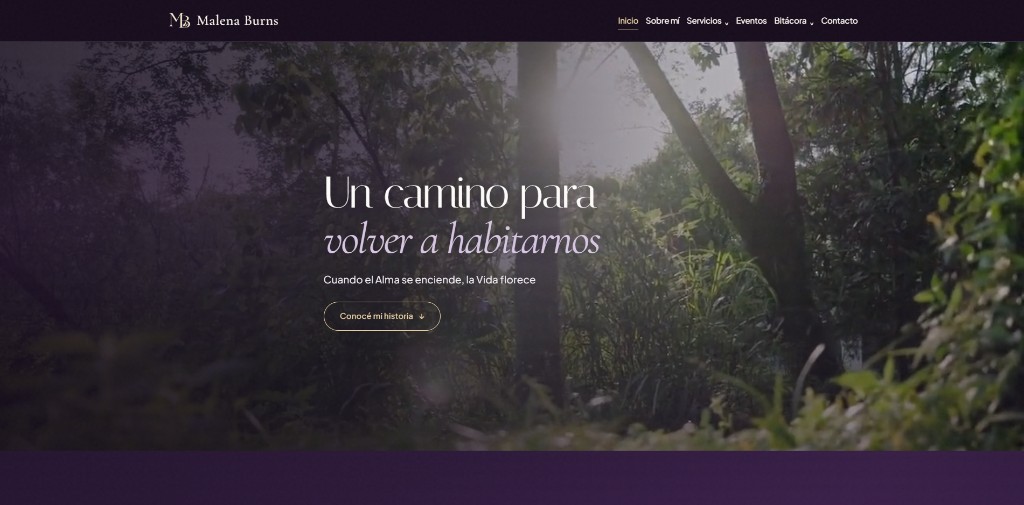 MB Malena Burns
Inicio Sobre mí Servicios Eventos Bitácora Contacto
Un camino para
volver a habitarnos
Cuando el Alma se enciende, la Vida florece
Conocé mi historia ↓